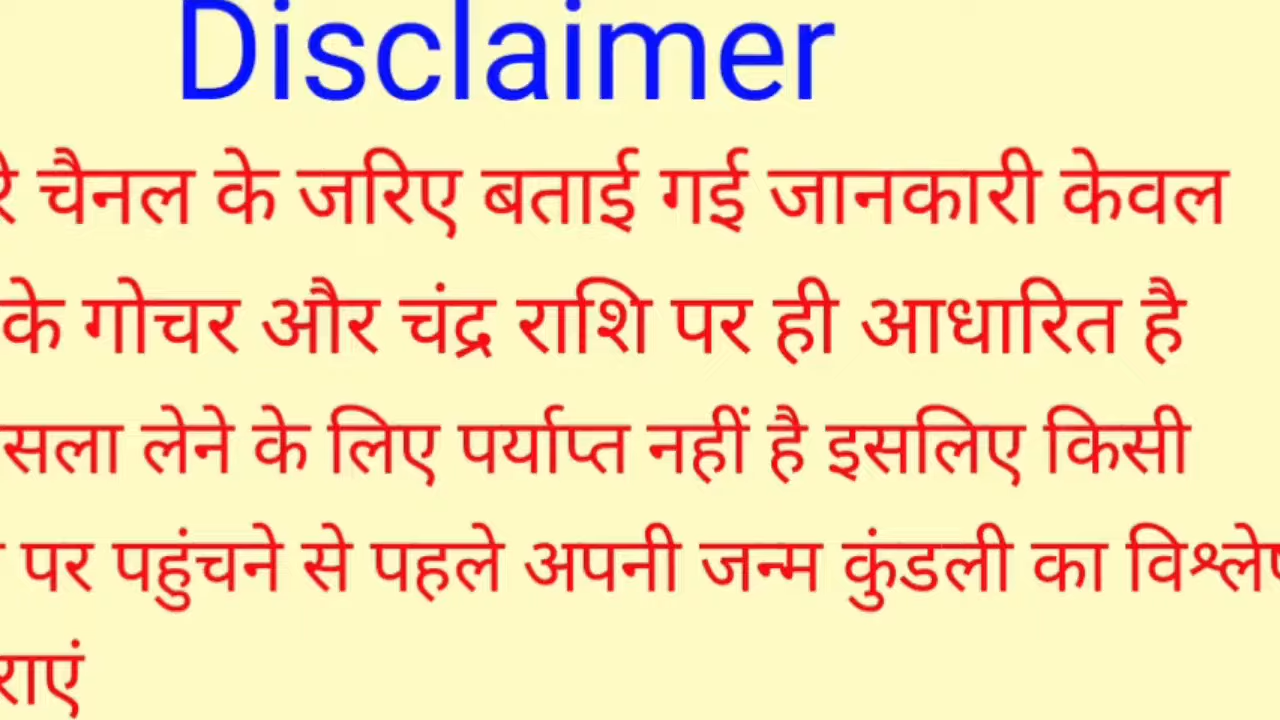 Disclaimer
चैनल के जरिए बताई गई जानकारी केवल
के गोचर और चंद्र राशि पर ही आधारित है
लेने के लिए पर्याप्त नहीं है इसलिए किसी
पर पहुंचने से पहले अपनी जन्म कुंडली का